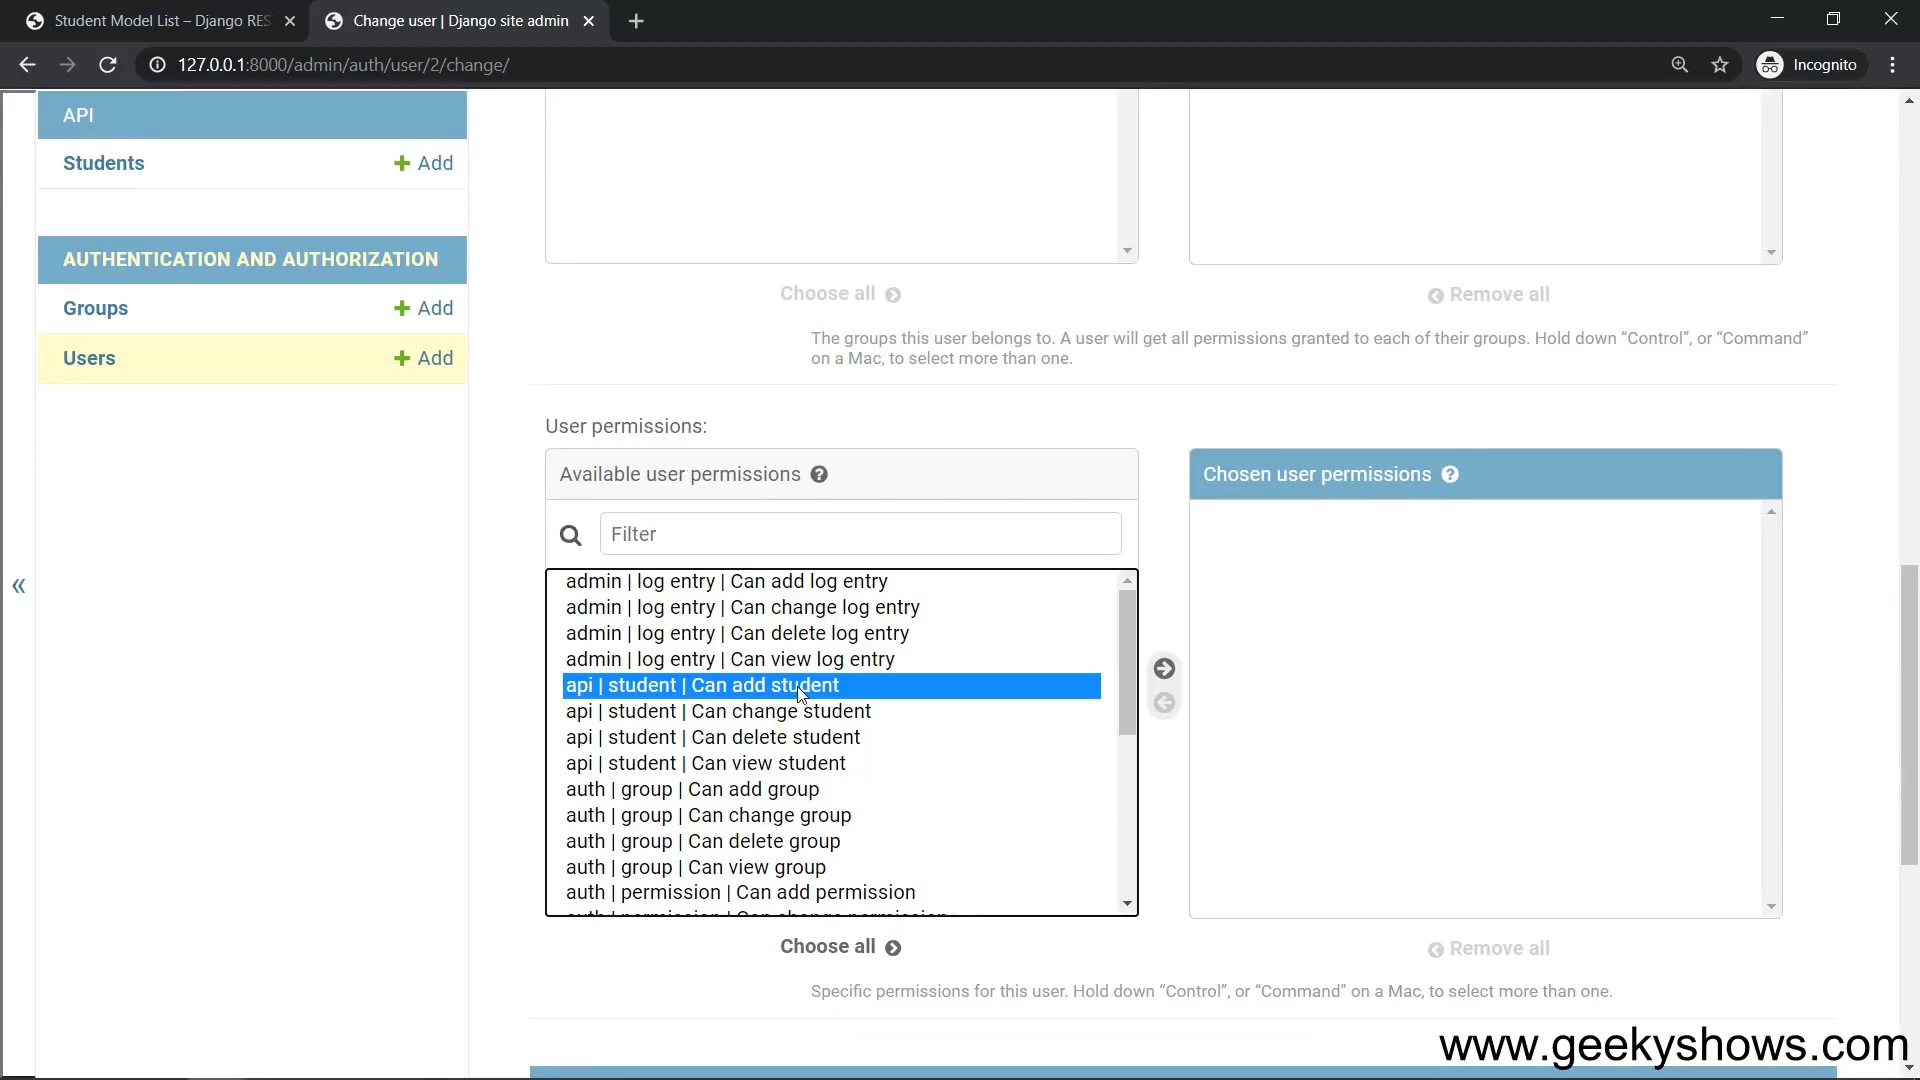 Student Model List – Django RES
Change user | Django site admin
127.0.0.1:8000/admin/auth/user/2/change/
Incognito
API
Students
Add
AUTHENTICATION AND AUTHORIZATION
Groups
Add
Users
Add
«
Choose all
Remove all
The groups this user belongs to. A user will get all permissions granted to each of their groups. Hold down “Control”, or “Command”
on a Mac, to select more than one.
User permissions:
Available user permissions ?
Filter
admin | log entry | Can add log entry
admin | log entry | Can change log entry
admin | log entry | Can delete log entry
admin | log entry | Can view log entry
api | student | Can add student
api | student | Can change student
api | student | Can delete student
api | student | Can view student
auth | group | Can add group
auth | group | Can change group
auth | group | Can delete group
auth | group | Can view group
auth | permission | Can add permission
auth | permission | Can change permission
Chosen user permissions ?
Choose all
Remove all
Specific permissions for this user. Hold down “Control”, or “Command” on a Mac, to select more than one.
www.geekyshows.com